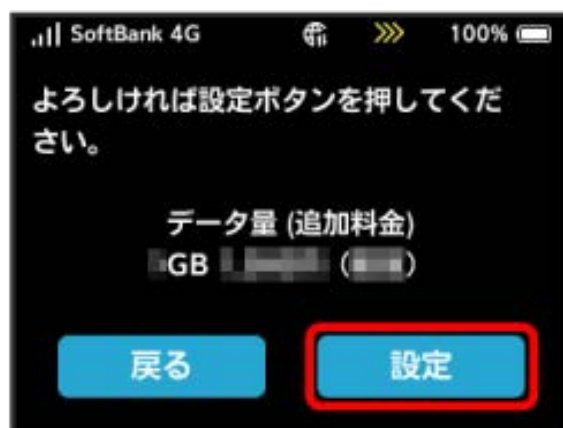 SoftBank 4G 100%
よろしければ設定ボタンを押してくだ
さい。
データ量 (追加料金)
GB ( )
戻る 設定